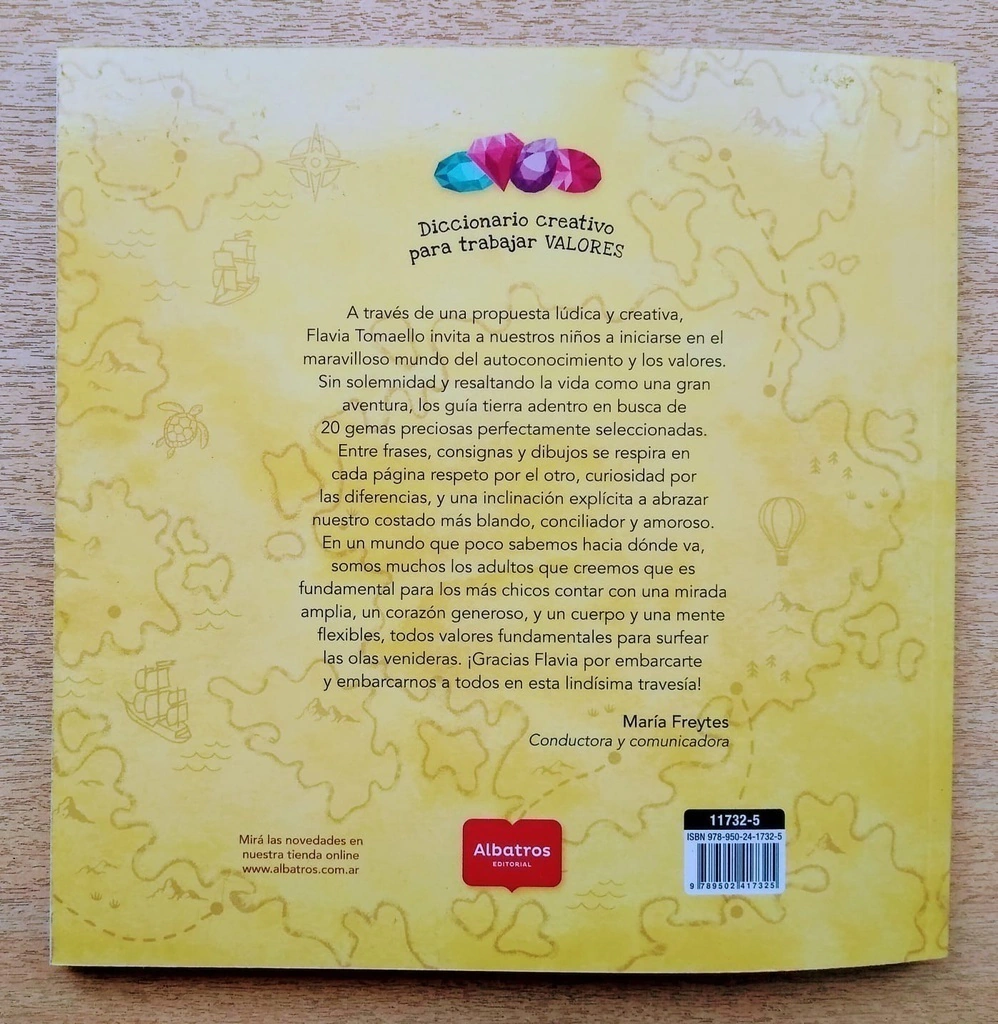 Diccionario creativo
para trabajar VALORES
A través de una propuesta lúdica y creativa,
Flavia Tomaello invita a nuestros niños a iniciarse en el
maravilloso mundo del autoconocimiento y los valores.
Sin solemnidad y resaltando la vida como una gran
aventura, los guía tierra adentro en busca de
20 gemas preciosas perfectamente seleccionadas.
Entre frases, consignas y dibujos se respira en
cada página respeto por el otro, curiosidad por
las diferencias, y una inclinación explícita a abrazar
nuestro costado más blando, conciliador y amoroso.
En un mundo que poco sabemos hacia dónde va,
somos muchos los adultos que creemos que es
fundamental para los más chicos contar con una mirada
amplia, un corazón generoso, y un cuerpo y una mente
flexibles, todos valores fundamentales para surfear
las olas venideras. ¡Gracias Flavia por embarcarte
y embarcarnos a todos en esta lindísima travesía!
María Freytes
Conductora y comunicadora
Mirá las novedades en
nuestra tienda online
www.albatros.com.ar
Albatros
EDITORIAL
11732-5
ISBN 978-950-24-1732-5
9 789502 417325